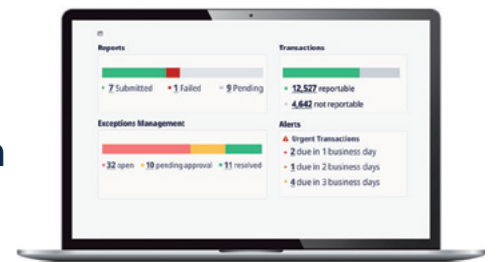 Reports
7 Submitted 1 Failed 9 Pending
Transactions
12,527 reportable
4,642 not reportable
Exceptions Management
32 open 10 pending approval 11 resolved
Alerts
Urgent Transactions
2 due in 1 business day
1 due in 2 business days
4 due in 3 business days